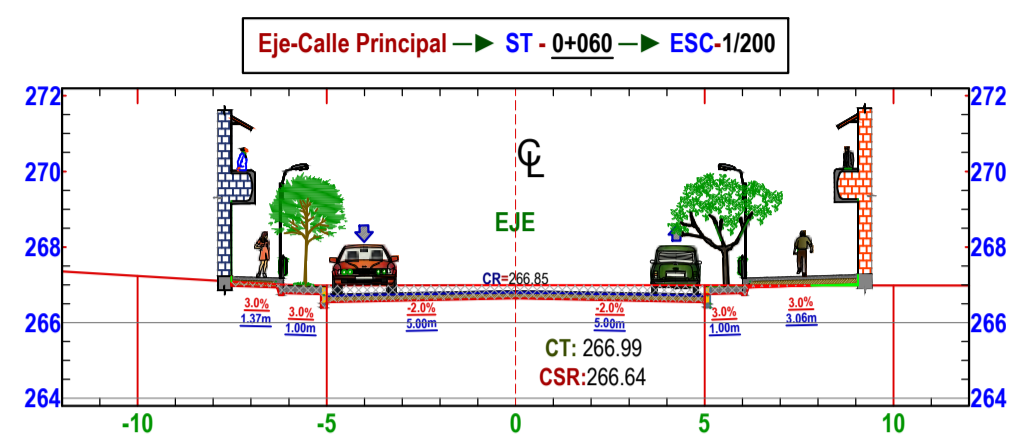 Eje-Calle Principal ST - 0+060 ESC-1/200
272 272
270 270
CL
EJE
268 268
CR=266.85
3.0% 3.0% -2.0% -2.0% 3.0% 3.0%
1.37m 1.00m 5.00m 5.00m 1.00m 3.06m
266 266
CT: 266.99
CSR:266.64
264 264
-10 -5 0 5 10